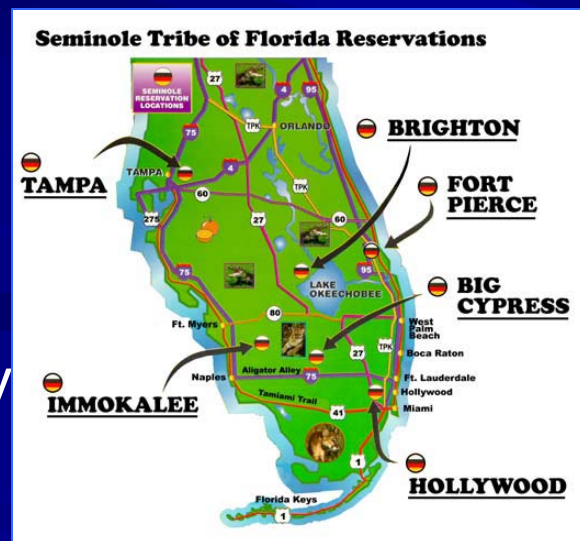 Seminole Tribe of Florida Reservations
SEMINOLE
RESERVATION
LOCATIONS
27
4
95
75
TPK
ORLANDO
BRIGHTON
TAMPA
TAMPA
4
TPK
60
FORT
PIERCE
275
27
60
75
95
LAKE
OKEECHOBEE
BIG
CYPRESS
80
Ft. Myers
West
Palm
Beach
27
TPK
Boca Raton
Aligator Alley
75
Naples
Ft. Lauderdale
Hollywood
Miami
IMMOKALEE
Tamiami Trail
41
1
HOLLYWOOD
Florida Keys
1